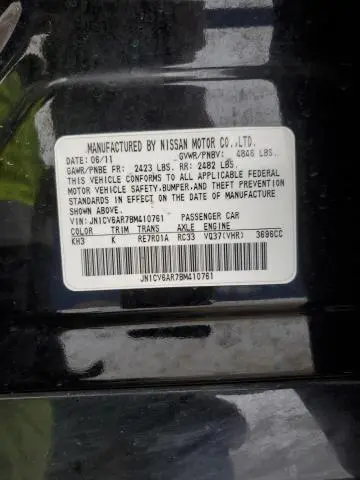 MANUFACTURED BY NISSAN MOTOR CO.,LTD.
DATE: 06/11 GVWR/PNBV: 4846 LBS.
GAWR/PNBE FR: 2423 LBS. RR: 2482 LBS.
THIS VEHICLE CONFORMS TO ALL APPLICABLE FEDERAL
MOTOR VEHICLE SAFETY,BUMPER,AND THEFT PREVENTION
STANDARDS IN EFFECT ON THE DATE OF MANUFACTURE
SHOWN ABOVE.
VIN: JN1CV6AR7BM410761 PASSENGER CAR
COLOR TRIM TRANS AXLE ENGINE
KH3 K RE7R01A RC33 VQ37(VHR) 3696CC
JN1CV6AR7BM410761